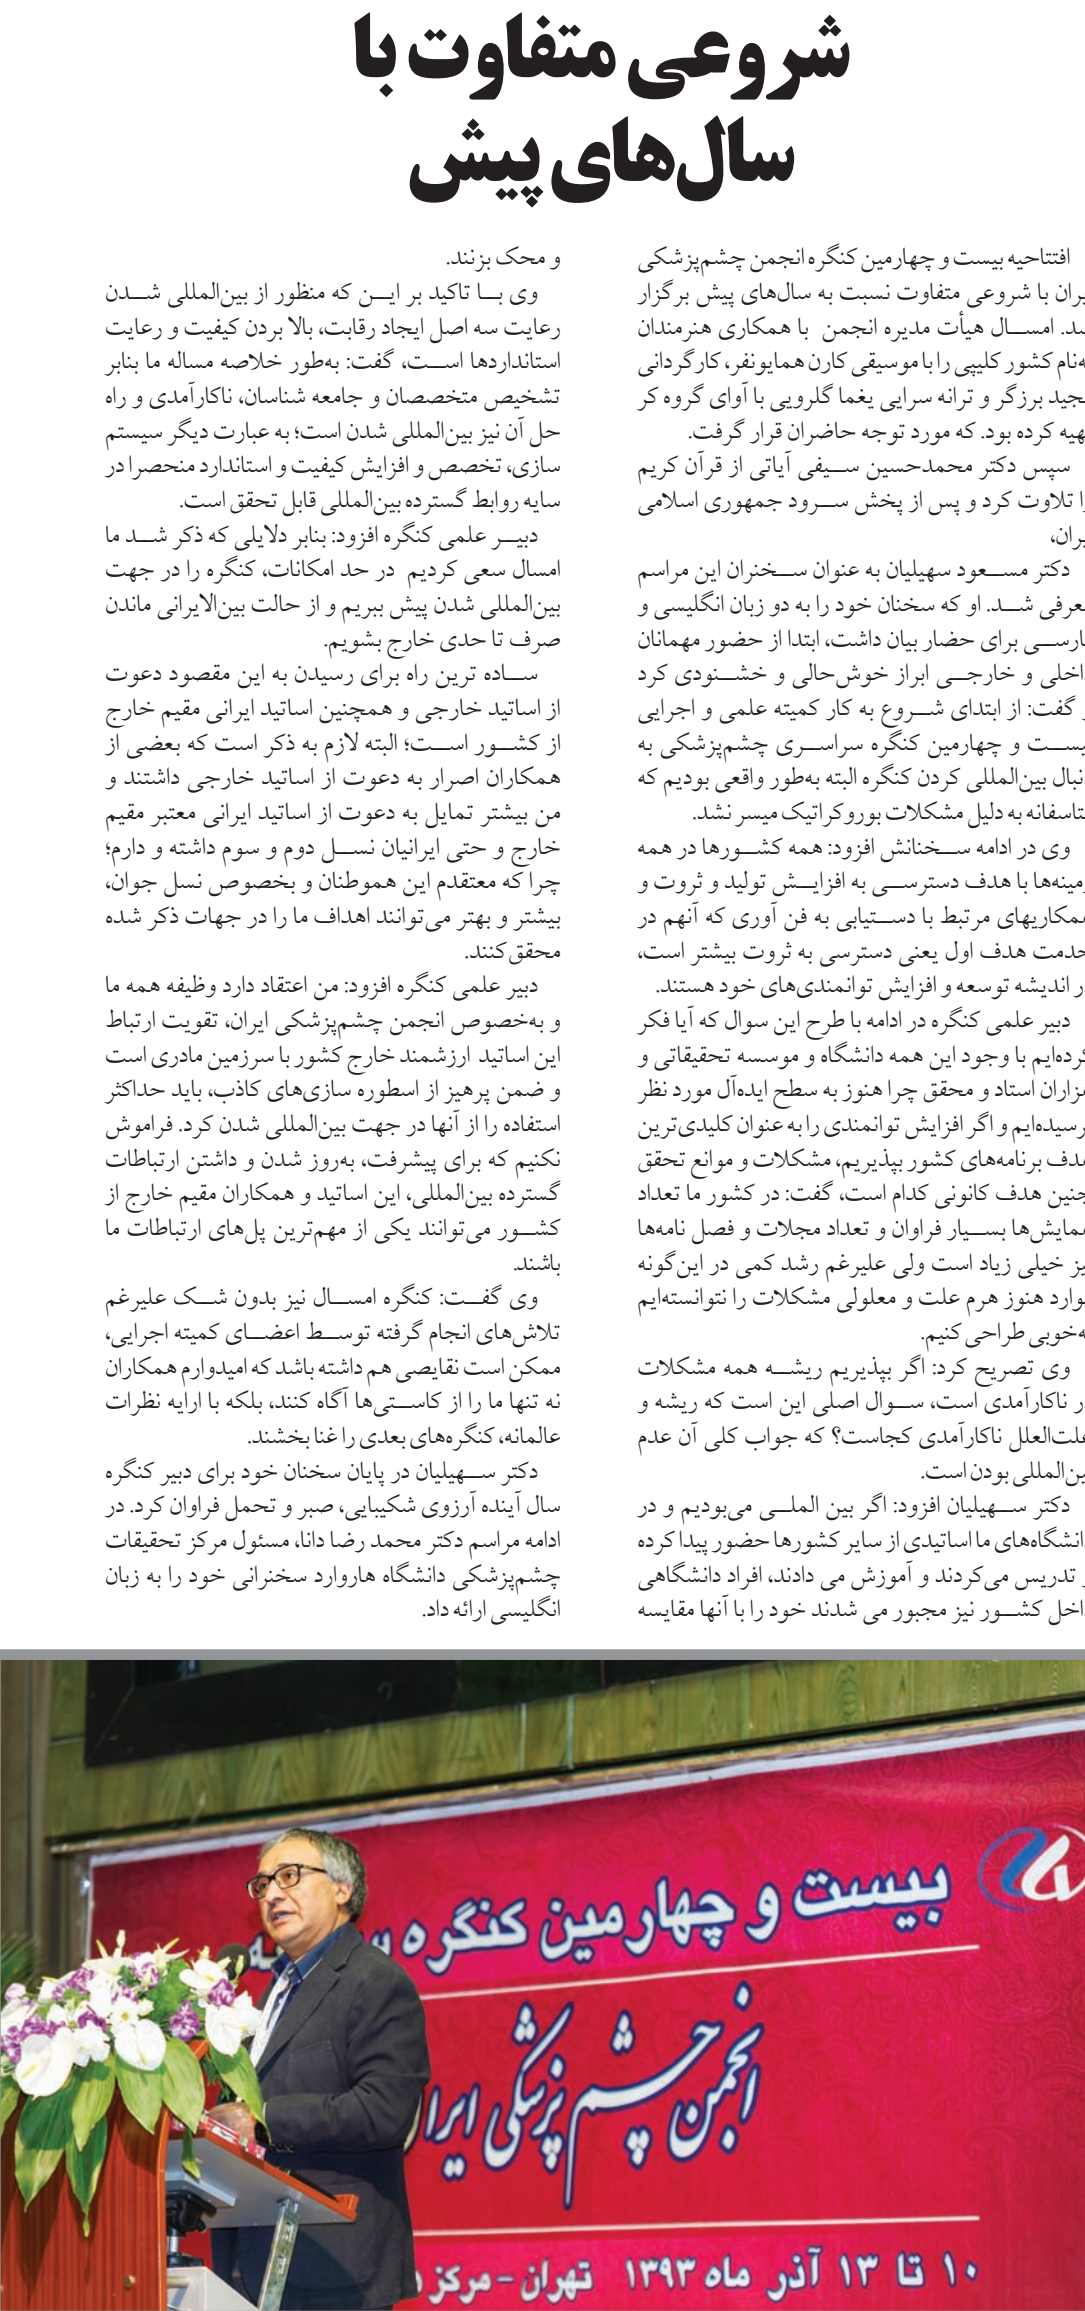 شروعی متفاوت با
سال‌های پیش
افتتاحیه بیست و چهارمین کنگره انجمن چشم‌پزشکی
یران با شروعی متفاوت نسبت به سال‌های پیش برگزار
شد. امسال هیأت مدیره انجمن با همکاری هنرمندان
به‌نام کشور کلیپی را با موسیقی کارن همایونفر، کارگردانی
مجید برزگر و ترانه سرایی یغما گلرویی با آوای گروه کر
تهیه کرده بود. که مورد توجه حاضران قرار گرفت.
سپس دکتر محمدحسین سیفی آیاتی از قرآن کریم
را تلاوت کرد و پس از پخش سرود جمهوری اسلامی
یران،
دکتر مسعود سهیلیان به عنوان سخنران این مراسم
معرفی شد. او که سخنان خود را به دو زبان انگلیسی و
ارسی برای حضار بیان داشت، ابتدا از حضور مهمانان
داخلی و خارجی ابراز خوش‌حالی و خشنودی کرد
و گفت: از ابتدای شروع به کار کمیته علمی و اجرایی
بیست و چهارمین کنگره سراسری چشم‌پزشکی به
دنبال بین‌المللی کردن کنگره البته به‌طور واقعی بودیم که
متاسفانه به دلیل مشکلات بوروکراتیک میسر نشد.
وی در ادامه سخنانش افزود: همه کشورها در همه
زمینه‌ها با هدف دسترسی به افزایش تولید و ثروت و
همکاریهای مرتبط با دستیابی به فن آوری که آنهم در
خدمت هدف اول یعنی دسترسی به ثروت بیشتر است،
در اندیشه توسعه و افزایش توانمندی‌های خود هستند.
دبیر علمی کنگره در ادامه با طرح این سوال که آیا فکر
کرده‌ایم با وجود این همه دانشگاه و موسسه تحقیقاتی و
هزاران استاد و محقق چرا هنوز به سطح ایده‌آل مورد نظر
نرسیده‌ایم و اگر افزایش توانمندی را به عنوان کلیدی‌ترین
هدف برنامه‌های کشور بپذیریم، مشکلات و موانع تحقق
چنین هدف کانونی کدام است، گفت: در کشور ما تعداد
همایش‌ها بسیار فراوان و تعداد مجلات و فصل نامه‌ها
نیز خیلی زیاد است ولی علیرغم رشد کمی در این‌گونه
موارد هنوز هرم علت و معلولی مشکلات را نتوانسته‌ایم
به‌خوبی طراحی کنیم.
وی تصریح کرد: اگر بپذیریم ریشه همه مشکلات
در ناکارآمدی است، سوال اصلی این است که ریشه و
علت‌العلل ناکارآمدی کجاست؟ که جواب کلی آن عدم
بین‌المللی بودن است.
دکتر سهیلیان افزود: اگر بین المللی می‌بودیم و در
دانشگاه‌های ما اساتیدی از سایر کشورها حضور پیدا کرده
و تدریس می‌کردند و آموزش می دادند، افراد دانشگاهی
داخل کشور نیز مجبور می شدند خود را با آنها مقایسه
و محک بزنند.
وی با تاکید بر این که منظور از بین‌المللی شدن
رعایت سه اصل ایجاد رقابت، بالا بردن کیفیت و رعایت
استانداردها است، گفت: به‌طور خلاصه مساله ما بنابر
تشخیص متخصصان و جامعه شناسان، ناکارآمدی و راه
حل آن نیز بین‌المللی شدن است؛ به عبارت دیگر سیستم
سازی، تخصص و افزایش کیفیت و استاندارد منحصرا در
سایه روابط گسترده بین‌المللی قابل تحقق است.
دبیر علمی کنگره افزود: بنابر دلایلی که ذکر شد ما
امسال سعی کردیم در حد امکانات، کنگره را در جهت
بین‌المللی شدن پیش ببریم و از حالت بین‌الایرانی ماندن
صرف تا حدی خارج بشویم.
ساده ترین راه برای رسیدن به این مقصود دعوت
از اساتید خارجی و همچنین اساتید ایرانی مقیم خارج
از کشور است؛ البته لازم به ذکر است که بعضی از
همکاران اصرار به دعوت از اساتید خارجی داشتند و
من بیشتر تمایل به دعوت از اساتید ایرانی معتبر مقیم
خارج و حتی ایرانیان نسل دوم و سوم داشته و دارم؛
چرا که معتقدم این هموطنان و بخصوص نسل جوان،
بیشتر و بهتر می‌توانند اهداف ما را در جهات ذکر شده
محقق کنند.
دبیر علمی کنگره افزود: من اعتقاد دارد وظیفه همه ما
و به‌خصوص انجمن چشم‌پزشکی ایران، تقویت ارتباط
این اساتید ارزشمند خارج کشور با سرزمین مادری است
و ضمن پرهیز از اسطوره سازی‌های کاذب، باید حداکثر
استفاده را از آنها در جهت بین‌المللی شدن کرد. فراموش
نکنیم که برای پیشرفت، به‌روز شدن و داشتن ارتباطات
گسترده بین‌المللی، این اساتید و همکاران مقیم خارج از
کشور می‌توانند یکی از مهم‌ترین پل‌های ارتباطات ما
باشند.
وی گفت: کنگره امسال نیز بدون شک علیرغم
تلاش‌های انجام گرفته توسط اعضای کمیته اجرایی،
ممکن است نقایصی هم داشته باشد که امیدوارم همکاران
نه تنها ما را از کاستی‌ها آگاه کنند، بلکه با ارایه نظرات
عالمانه، کنگره‌های بعدی را غنا بخشند.
دکتر سهیلیان در پایان سخنان خود برای دبیر کنگره
سال آینده آرزوی شکیبایی، صبر و تحمل فراوان کرد. در
ادامه مراسم دکتر محمد رضا دانا، مسئول مرکز تحقیقات
چشم‌پزشکی دانشگاه هاروارد سخنرانی خود را به زبان
انگلیسی ارائه داد.
بیست و چهارمین کنگره
انجمن چشم پزشکی ایران
۱۰ تا ۱۳ آذر ماه ۱۳۹۳ تهران - مرکز